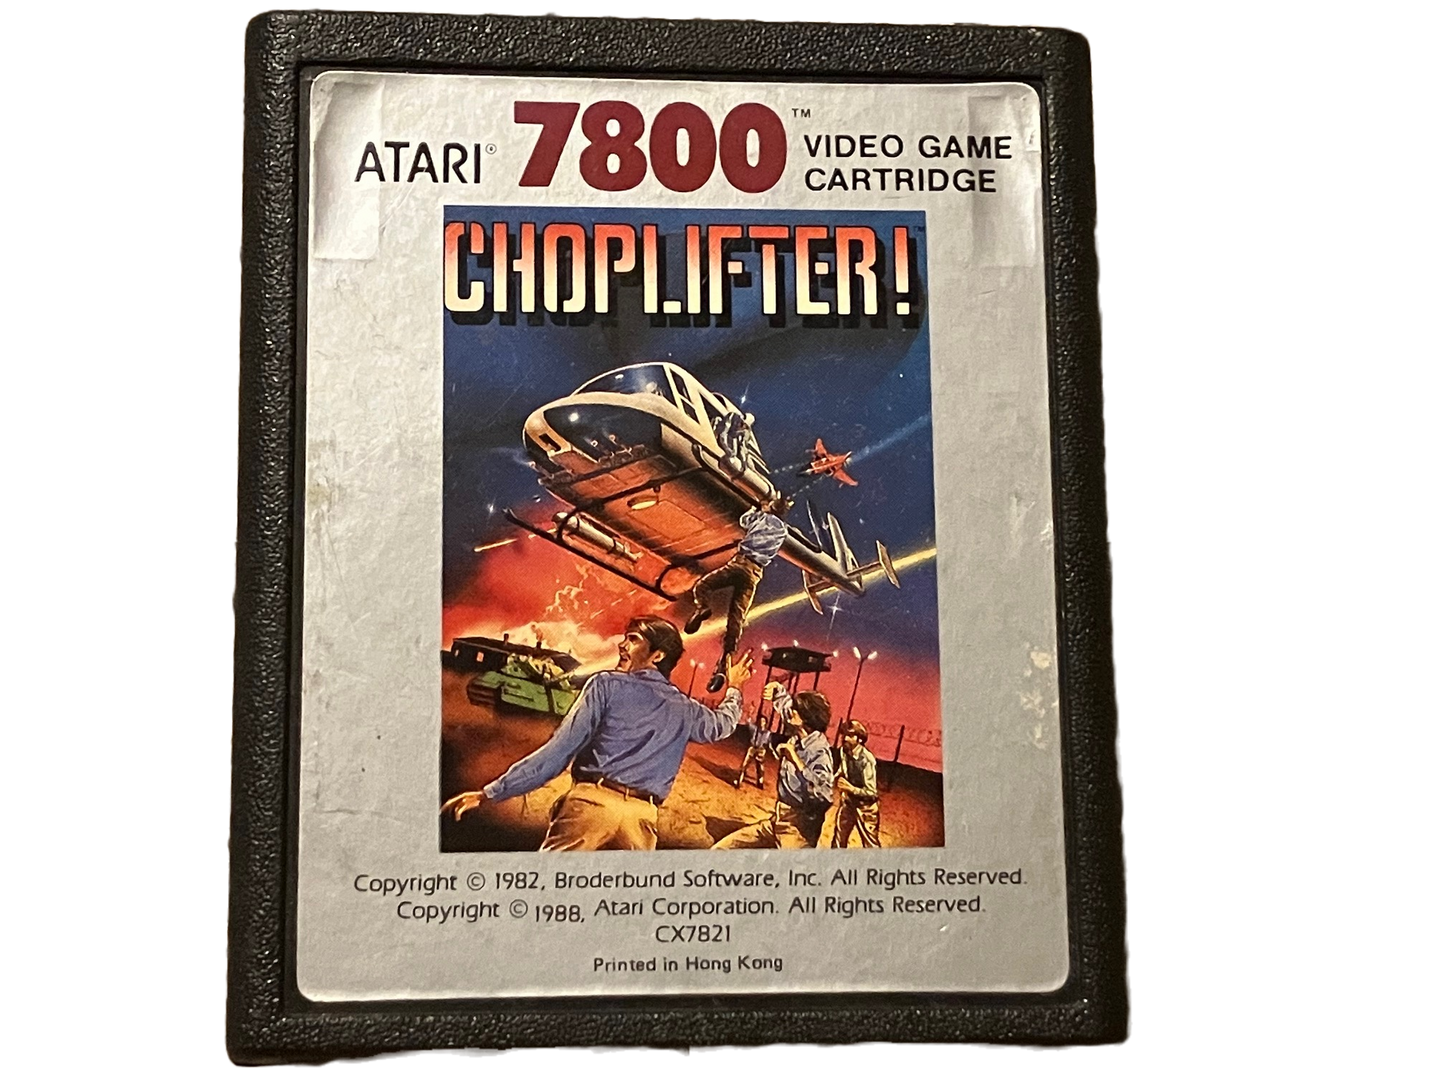 ATARI® 7800™ VIDEO GAME
CARTRIDGE
CHOPLIFTER!™
Copyright © 1982, Broderbund Software, Inc. All Rights Reserved.
Copyright © 1988, Atari Corporation. All Rights Reserved.
CX7821
Printed in Hong Kong